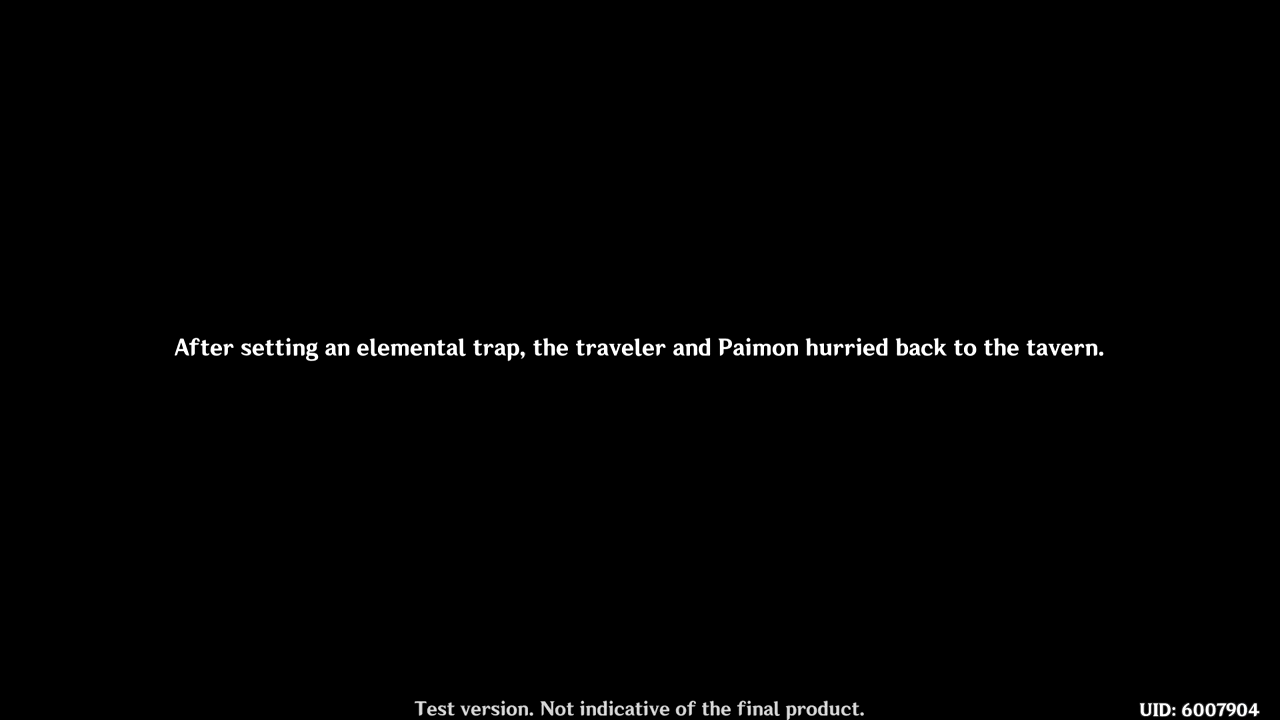 After setting an elemental trap, the traveler and Paimon hurried back to the tavern.
Test version. Not indicative of the final product.
UID: 6007904